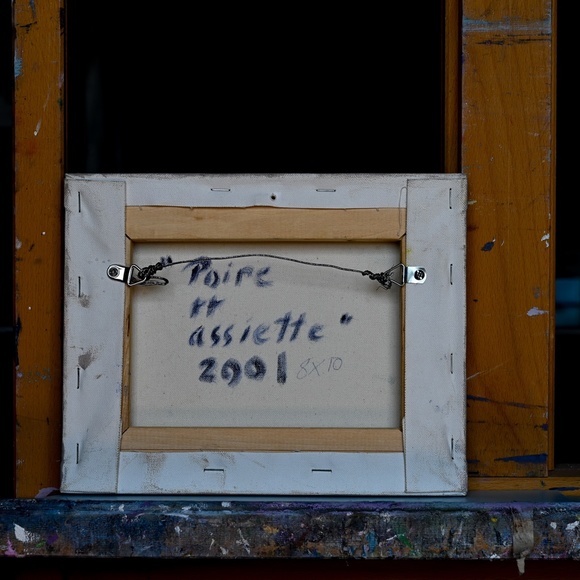 "Poire
et
assiette"
2001 8x10